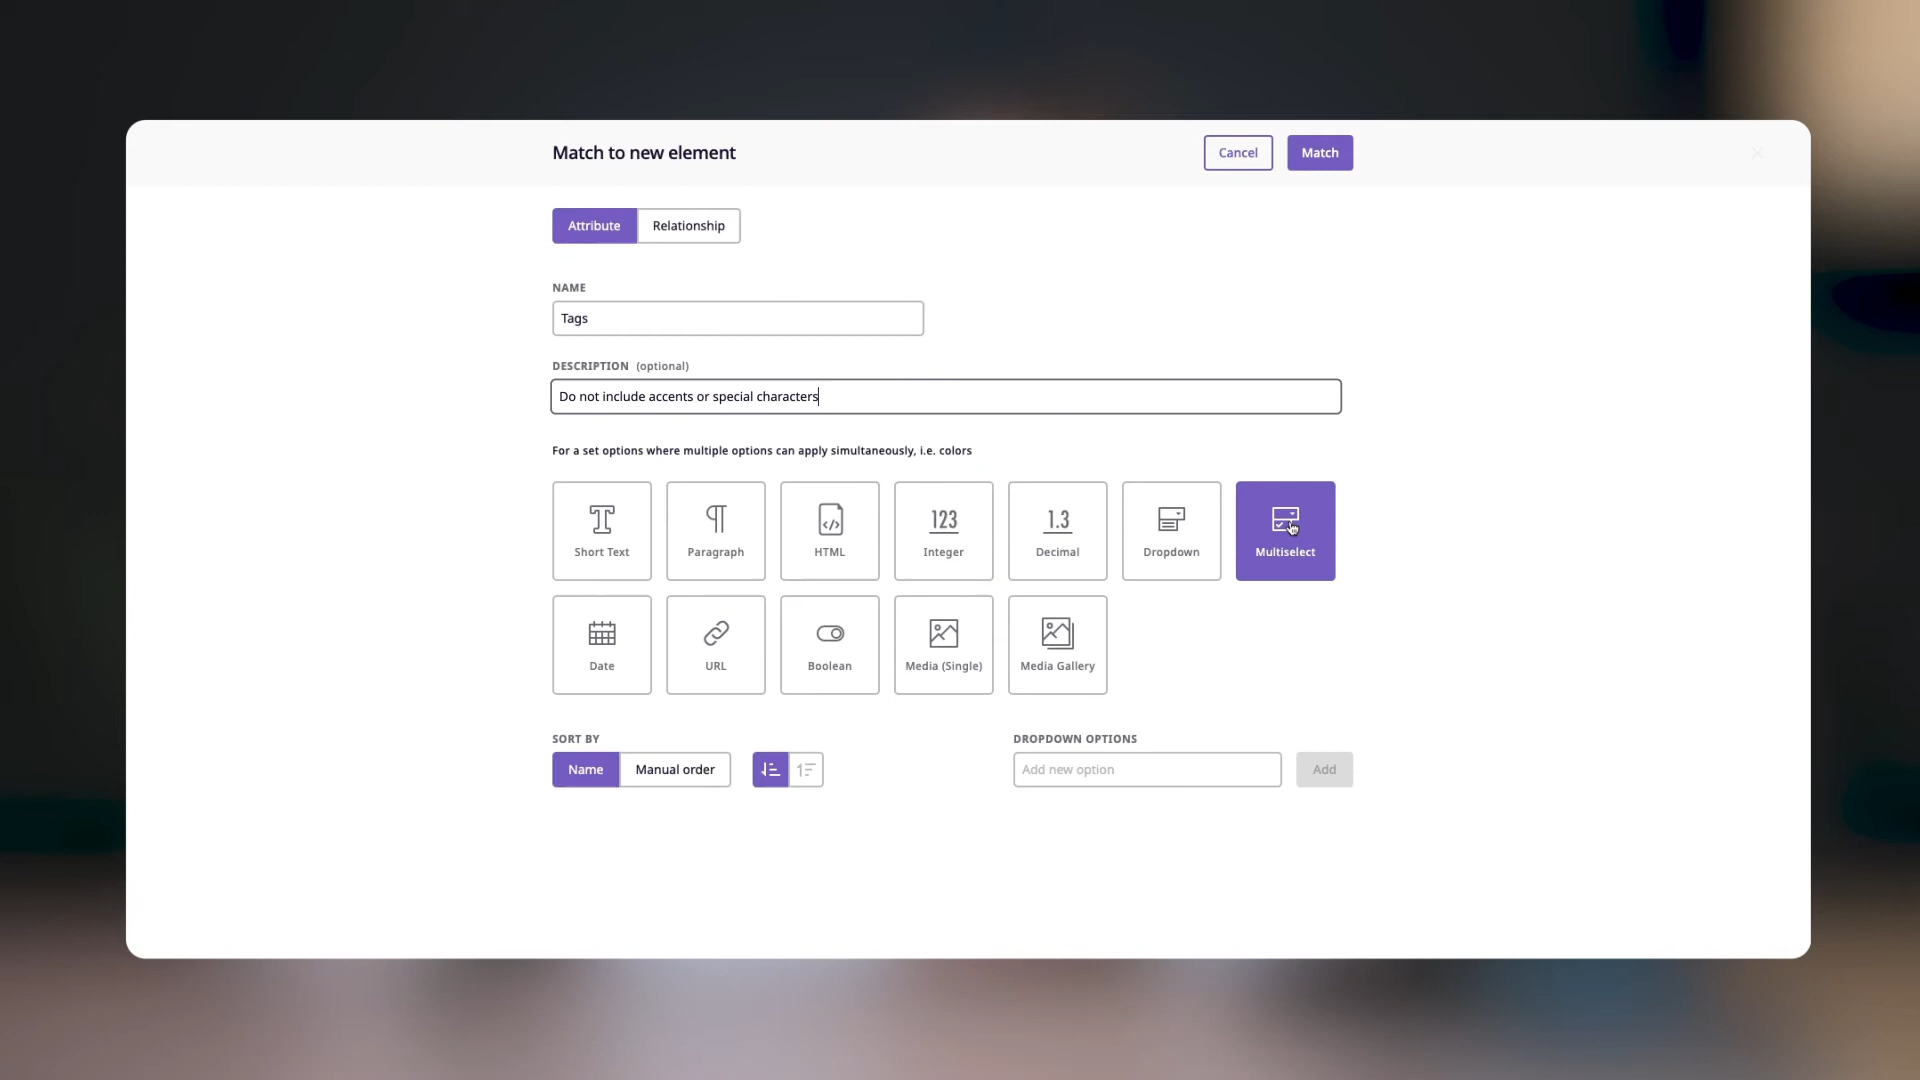 Match to new element
Cancel
Match
Attribute
Relationship
NAME
Tags
DESCRIPTION (optional)
Do not include accents or special characters
For a set options where multiple options can apply simultaneously, i.e. colors
Short Text
Paragraph
HTML
123
Integer
1.3
Decimal
Dropdown
Multiselect
Date
URL
Boolean
Media (Single)
Media Gallery
SORT BY
Name
Manual order
DROPDOWN OPTIONS
Add new option
Add